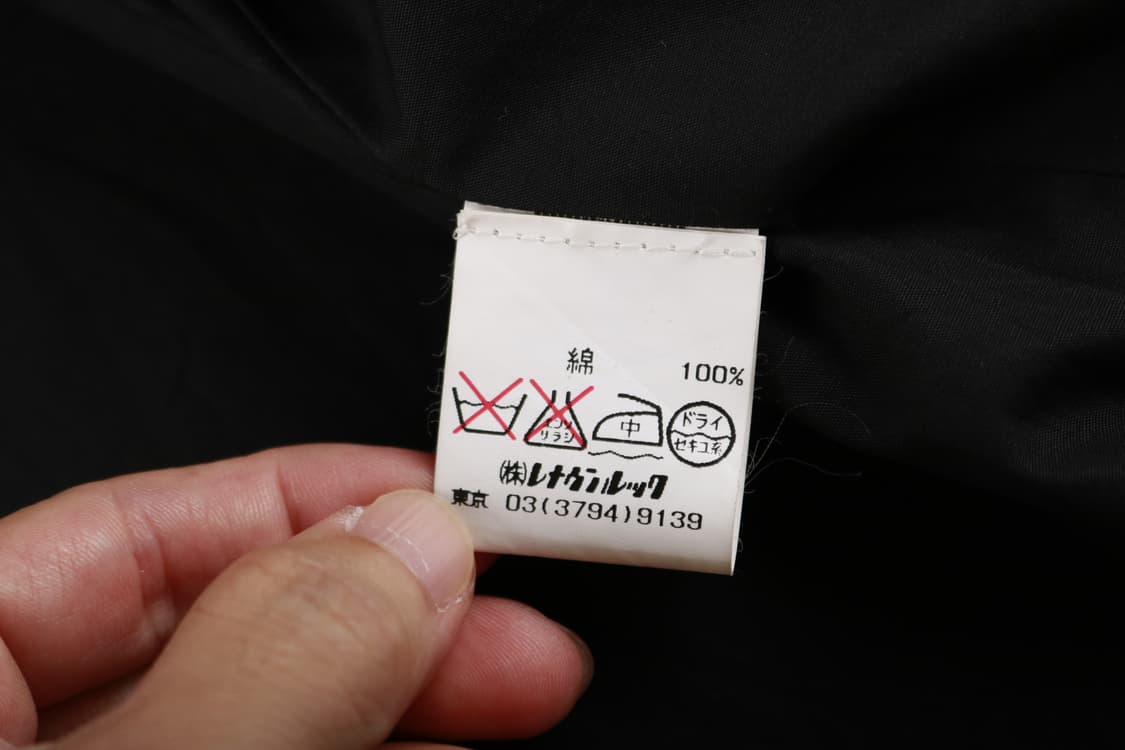 綿 100%
エンソ
サラシ
中
ドライ
セキユ系
(株)レナウンルック
東京 03(3794)9139